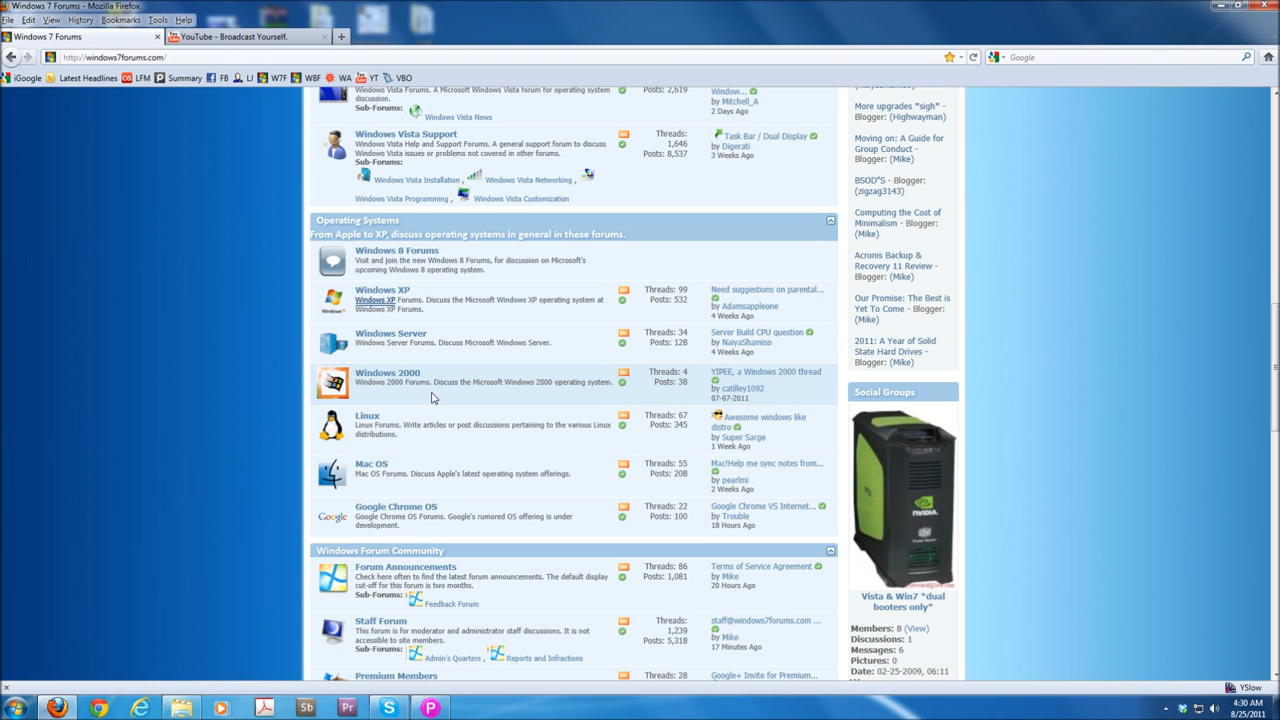 Windows 7 Forums - Mozilla Firefox
File Edit View History Bookmarks Tools Help
Windows 7 Forums × YouTube - Broadcast Yourself. × +
http://windows7forums.com/ Google
iGoogle Latest Headlines LFM Summary FB LJ W7F W8F WA YT VBO
Windows Vista Forums. A Microsoft Windows Vista forum for operating system
discussion.
Sub-Forums:
Windows Vista News
Posts: 2,619
Window...
by Mitchell_A
2 Days Ago
Windows Vista Support
Windows Vista Help and Support Forums. A general support forum to discuss
Windows Vista issues or problems not covered in other forums.
Sub-Forums:
Windows Vista Installation , Windows Vista Networking ,
Windows Vista Programming , Windows Vista Customization
Threads:
1,646
Posts: 8,537
Task Bar / Dual Display
by Digerati
3 Weeks Ago
Operating Systems
From Apple to XP, discuss operating systems in general in these forums.
Windows 8 Forums
Visit and join the new Windows 8 Forums, for discussion on Microsoft's
upcoming Windows 8 operating system.
Windows XP
Windows XP Forums. Discuss the Microsoft Windows XP operating system at
Windows XP Forums.
Threads: 99
Posts: 532
Need suggestions on parental...
by Adamsappleone
4 Weeks Ago
Windows Server
Windows Server Forums. Discuss Microsoft Windows Server.
Threads: 34
Posts: 128
Server Build CPU question
by NaiyaShamiso
4 Weeks Ago
Windows 2000
Windows 2000 Forums. Discuss the Microsoft Windows 2000 operating system.
Threads: 4
Posts: 38
YIPEE, a Windows 2000 thread
by catilley1092
07-07-2011
Linux
Linux Forums. Write articles or post discussions pertaining to the various Linux
distributions.
Threads: 67
Posts: 345
Awesome windows like
distro
by Super Sarge
1 Week Ago
Mac OS
Mac OS Forums. Discuss Apple's latest operating system offerings.
Threads: 55
Posts: 208
Mac!Help me sync notes from...
by pearlmi
2 Weeks Ago
Google
Google Chrome OS
Google Chrome OS Forums. Google's rumored OS offering is under
development.
Threads: 22
Posts: 100
Google Chrome VS Internet...
by Trouble
18 Hours Ago
Windows Forum Community
Forum Announcements
Check here often to find the latest forum announcements. The default display
cut-off for this forum is two months.
Sub-Forums:
Feedback Forum
Threads: 86
Posts: 1,081
Terms of Service Agreement
by Mike
20 Hours Ago
Staff Forum
This forum is for moderator and administrator staff discussions. It is not
accessible to site members.
Sub-Forums:
Admin's Quarters , Reports and Infractions
Threads:
1,239
Posts: 5,318
staff@windows7forums.com ...
by Mike
17 Minutes Ago
Premium Members
Threads: 28
Google+ Invite for Premium...
More upgrades "sigh" -
Blogger: (Highwayman)
Moving on: A Guide for
Group Conduct -
Blogger: (Mike)
BSOD"S - Blogger:
(zigzag3143)
Computing the Cost of
Minimalism - Blogger:
(Mike)
Acronis Backup &
Recovery 11 Review -
Blogger: (Mike)
Our Promise: The Best is
Yet To Come - Blogger:
(Mike)
2011: A Year of Solid
State Hard Drives -
Blogger: (Mike)
Social Groups
NVIDIA
Vista & Win7 *dual
booters only*
Members: 8 (View)
Discussions: 1
Messages: 6
Pictures: 0
Date: 02-25-2009, 06:11
× YSlow
Sb Pr S P
4:30 AM
8/25/2011